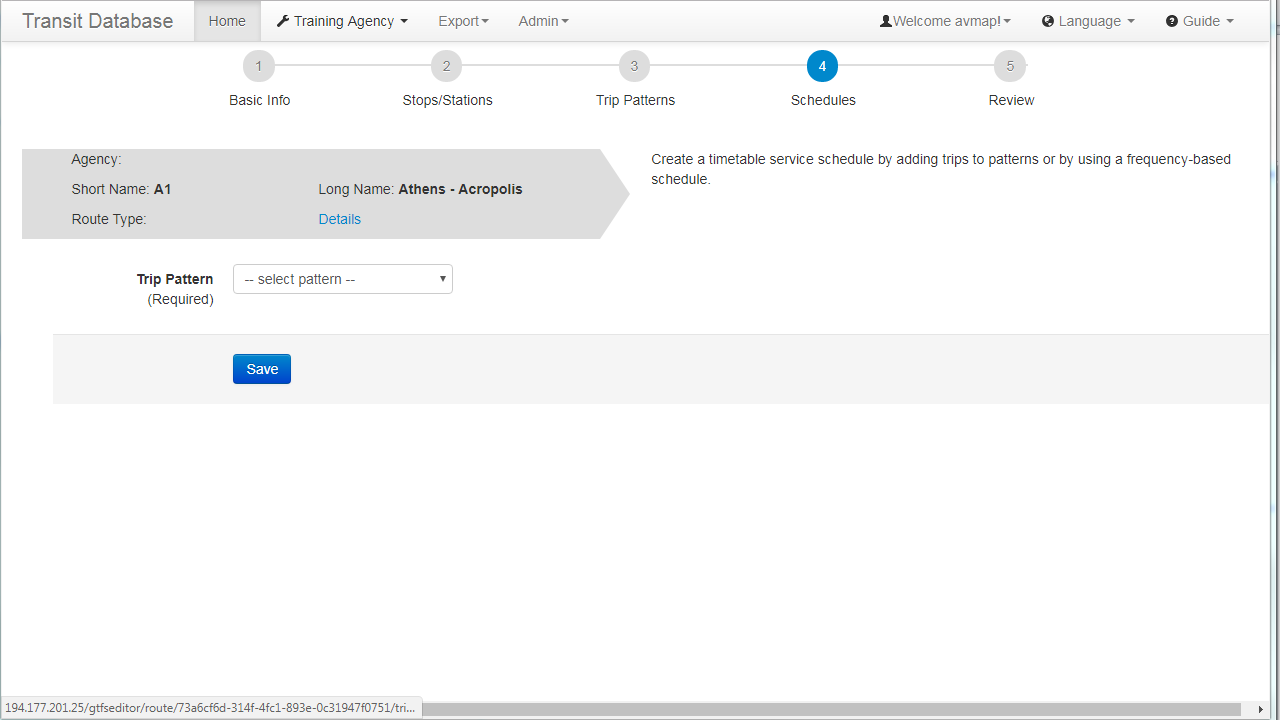 Transit Database Home Training Agency Export Admin Welcome avmap! Language Guide
1 2 3 4 5
Basic Info Stops/Stations Trip Patterns Schedules Review
Agency:
Short Name: A1 Long Name: Athens - Acropolis
Route Type: Details
Create a timetable service schedule by adding trips to patterns or by using a frequency-based
schedule.
Trip Pattern -- select pattern --
(Required)
Save
194.177.201.25/gtfseditor/route/73a6cf6d-314f-4fc1-893e-0c31947f0751/tri...